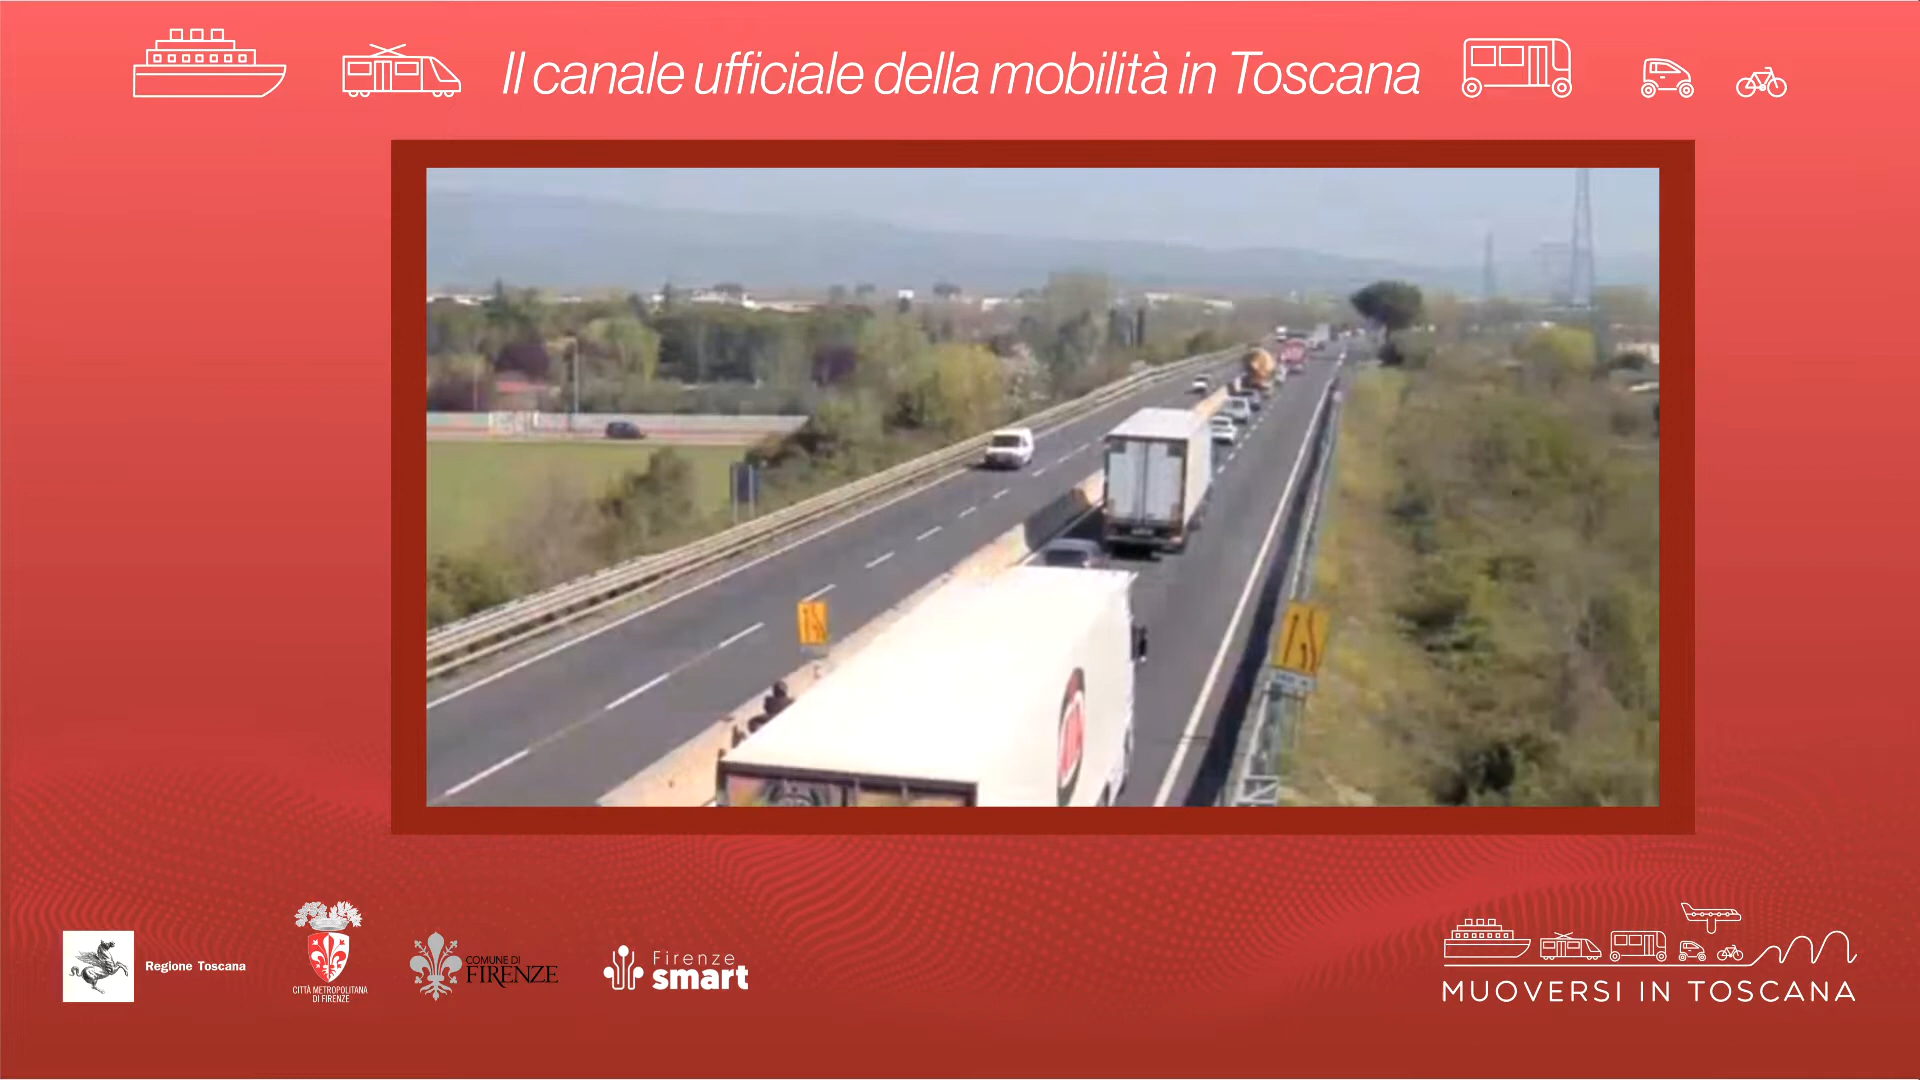 Il canale ufficiale della mobilità in Toscana
Regione Toscana
CITTÀ METROPOLITANA
DI FIRENZE
COMUNE DI
FIRENZE
Firenze
smart
MUOVERSI IN TOSCANA